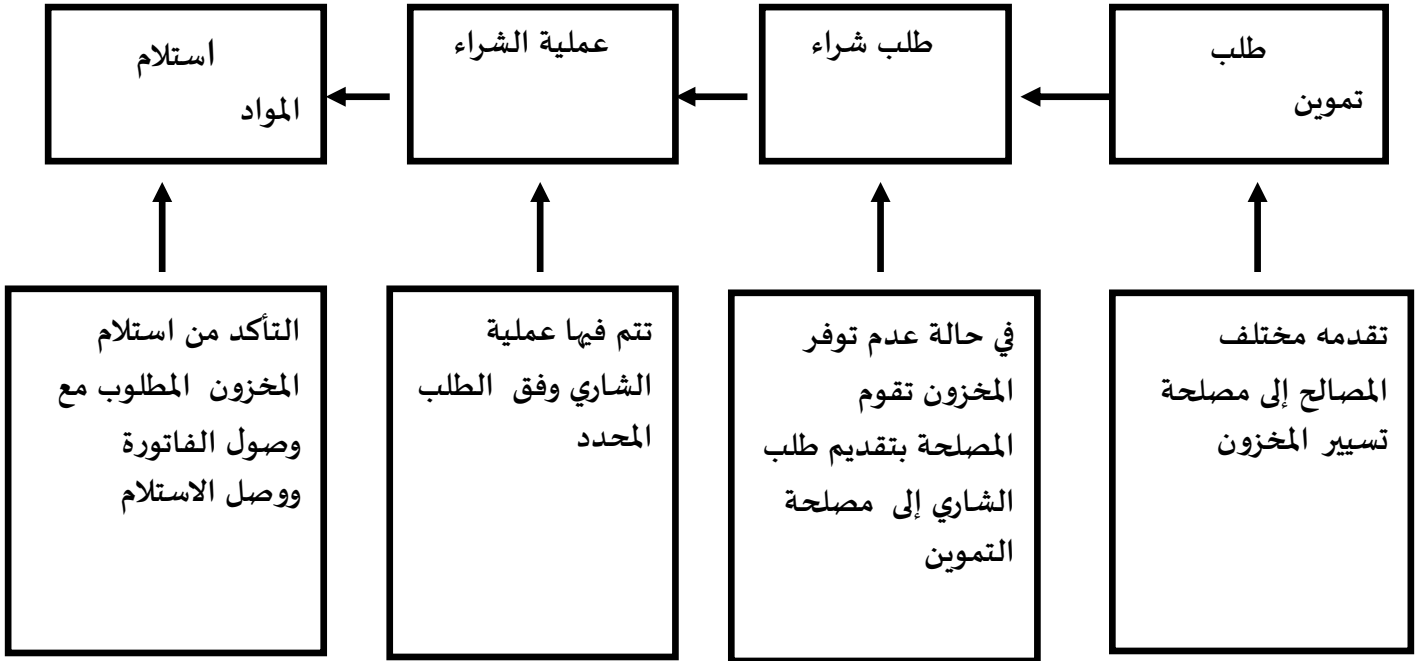 طلب
تموين
طلب شراء
عملية الشراء
استلام
المواد
تقدمه مختلف
المصالح إلى مصلحة
تسيير المخزون
في حالة عدم توفر
المخزون تقوم
المصلحة بتقديم طلب
الشاري إلى مصلحة
التموين
تتم فيها عملية
الشاري وفق الطلب
المحدد
التأكد من استلام
المخزون المطلوب مع
وصول الفاتورة
ووصل الاستلام